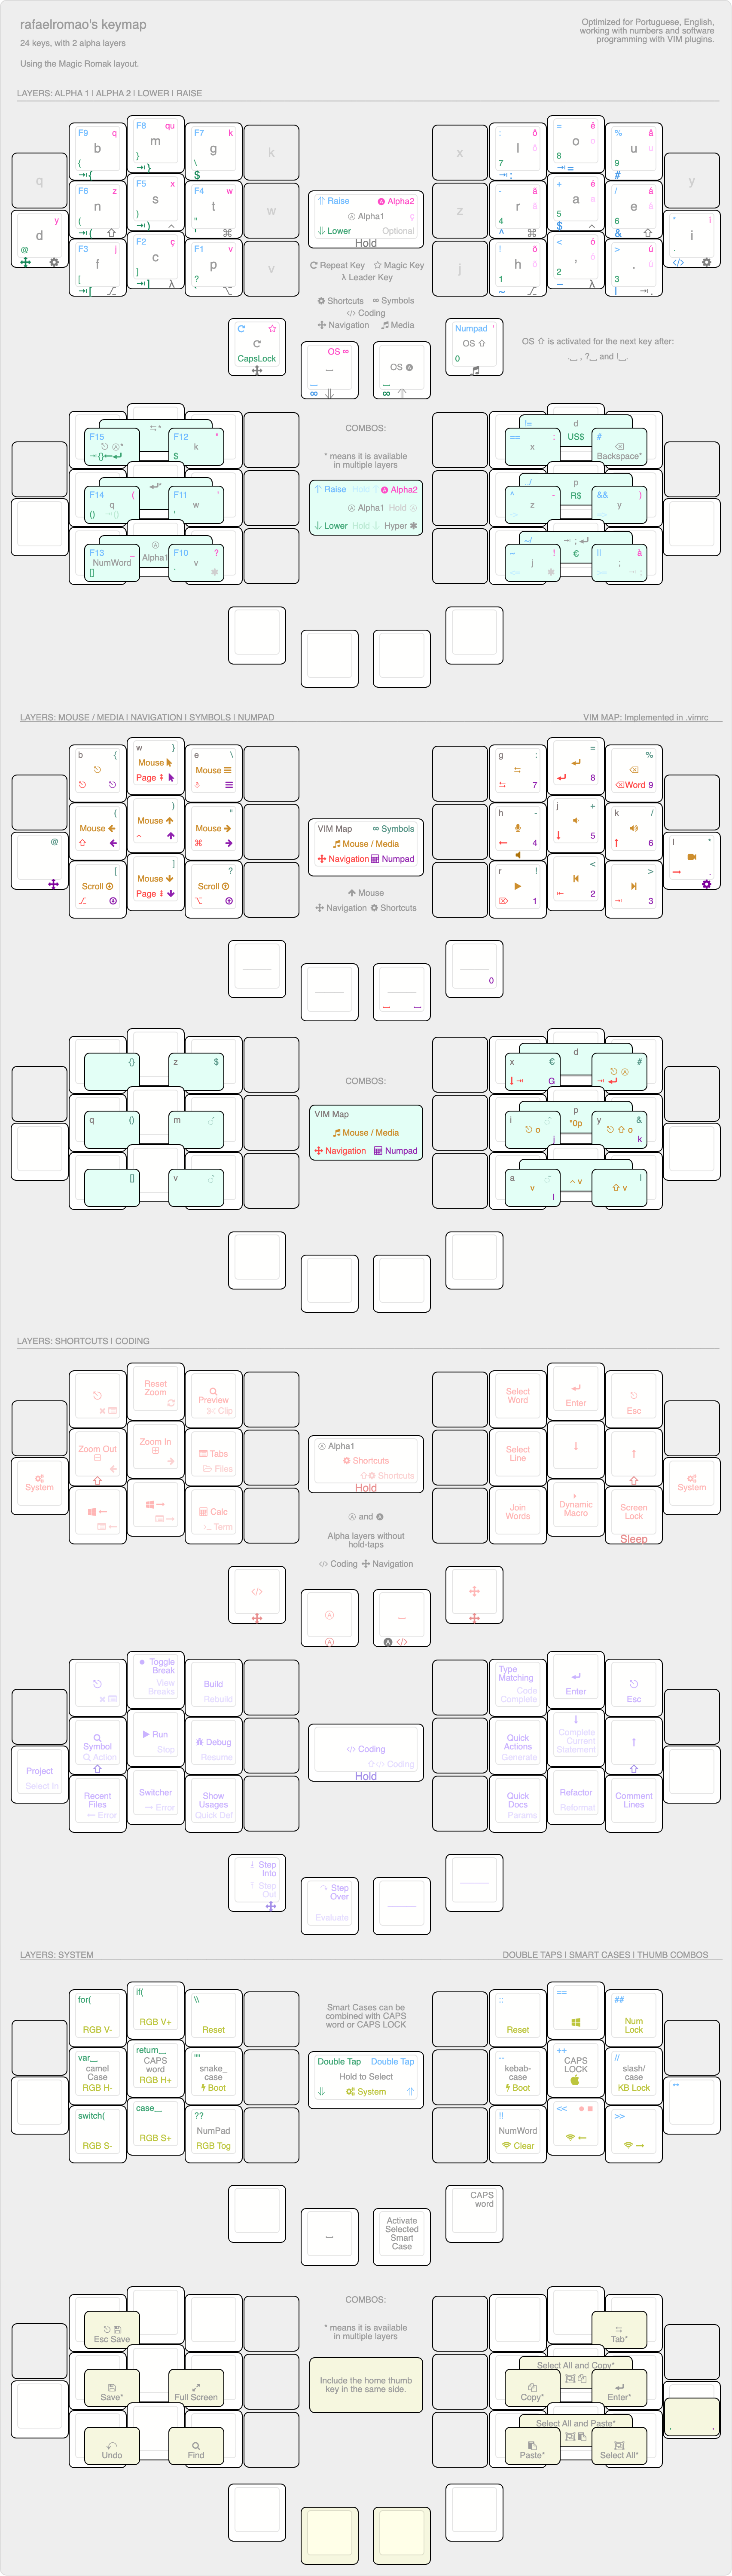 rafaelromao's keymap
24 keys, with 2 alpha layers
Using the Magic Romak layout.
Optimized for Portuguese, English,
working with numbers and software
programming with VIM plugins.
LAYERS: ALPHA 1 | ALPHA 2 | LOWER | RAISE
F9 q
b
{
F8 qu
m
}
F7 k
g
\
$
k
q
F6 z
n
(
F5 x
s
)
F4 w
t
"
'
w
y
d
@
F3 j
f
[
F2 ç
c
]
λ
F1 v
p
?
`
v
Raise Alpha2
Alpha1 ç
Lower Optional
Hold
Repeat Key Magic Key
λ Leader Key
Shortcuts ∞ Symbols
</> Coding
Navigation Media
x
: ô
l õ
7
:
= ê
o o
8
=
% â
u u
9
#
y
z
- ã
r
4
^
+ é
a a
5
$
/ á
e
6
&
* i
i
</>
j
! ó
h
1
~
< ó
,
2
_
> ú
.
3
|
CapsLock
OS ∞
∞
OS
Numpad '
OS
0
OS ⇧ is activated for the next key after:
.__ , ?__ and !__.
COMBOS:
* means it is available
in multiple layers
F15
{}
F12 "
k
$
F14 (
q
()
F11 '
w
F13 _
NumWord
[]
Alpha1
F10 ?
v
Raise Hold Alpha2
Alpha1 Hold
Lower Hold Hyper
!= d
US$
== :
x
#
Backspace*
p
R$
^ -
z
&& )
y
€
~ !
j
|| à
;
LAYERS: MOUSE / MEDIA | NAVIGATION | SYMBOLS | NUMPAD
VIM MAP: Implemented in .vimrc
b {
w }
Mouse
Page
e \
Mouse
(
Mouse
)
Mouse
"
Mouse
@
[
Scroll
]
Mouse
Page
?
Scroll
VIM Map ∞ Symbols
Mouse / Media
Navigation Numpad
Mouse
Navigation Shortcuts
g :
7
=
8
%
Word 9
h -
4
j +
5
k /
6
l *
.
r !
1
<
2
>
3
0
COMBOS:
{}
z $
q ()
m
[]
v
VIM Map
Mouse / Media
Navigation Numpad
d
x €
G
#
p
"0p
i
o
j
y &
o
k
a
v
l
^ v
|
v
LAYERS: SHORTCUTS | CODING
Reset
Zoom
Preview
Clip
Zoom Out
Zoom In
Tabs
Files
System
Calc
>_ Term
Alpha1
Shortcuts
Shortcuts
Hold
and
Alpha layers without
hold-taps
</> Coding Navigation
Select
Word
Enter
Esc
Select
Line
System
Join
Words
Dynamic
Macro
Screen
Lock
Sleep
</>
</>
Toggle
Break
View
Breaks
Build
Rebuild
Symbol
Action
Run
Stop
Debug
Resume
Project
Select In
Recent
Files
Error
Switcher
Error
Show
Usages
Quick Def
</> Coding
</> Coding
Hold
Type
Matching
Code
Complete
Enter
Esc
Quick
Actions
Generate
Complete
Current
Statement
Quick
Docs
Params
Refactor
Reformat
Comment
Lines
Step
Into
Step
Out
Step
Over
Evaluate
LAYERS: SYSTEM
DOUBLE TAPS | SMART CASES | THUMB COMBOS
for(
RGB V-
if(
RGB V+
\\
Reset
var__
camel
Case
RGB H-
return__
CAPS
word
RGB H+
""
snake_
case
Boot
switch(
RGB S-
case__
RGB S+
??
NumPad
RGB Tog
Smart Cases can be
combined with CAPS
word or CAPS LOCK
Double Tap Double Tap
Hold to Select
System
::
Reset
==
##
Num
Lock
--
kebab-
case
Boot
++
CAPS
LOCK
//
slash/
case
KB Lock
**
!!
NumWord
Clear
<<
>>
Activate
Selected
Smart
Case
CAPS
word
COMBOS:
* means it is available
in multiple layers
Esc Save
Save*
Full Screen
Undo
Find
Include the home thumb
key in the same side.
Tab*
Select All and Copy*
Copy*
Enter*
Select All and Paste*
Paste*
Select All*